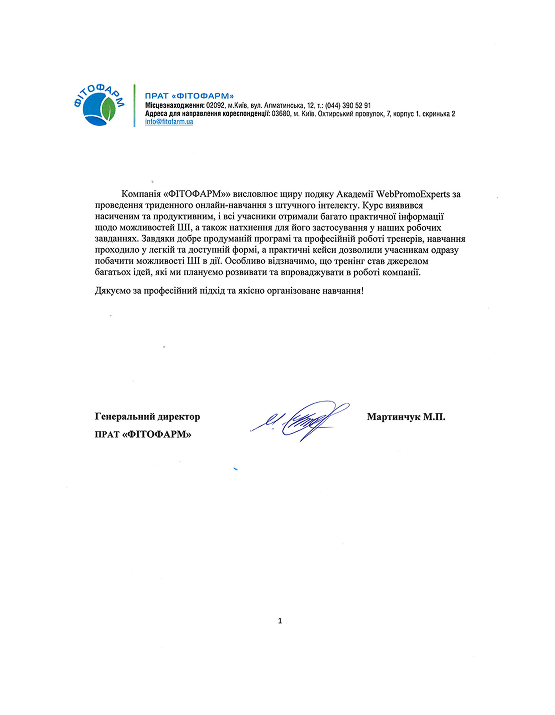 ФІТОФАРМ
ПРАТ «ФІТОФАРМ»
Місцезнаходження: 02092, м.Київ, вул. Алматинська, 12, т.: (044) 390 52 91
Адреса для направлення кореспонденції: 03680, м. Київ, Охтирський провулок, 7, корпус 1, скринька 2
info@fitofarm.ua
Компанія «ФІТОФАРМ»» висловлює щиру подяку Академії WebPromoExperts за
проведення триденного онлайн-навчання з штучного інтелекту. Курс виявився
насиченим та продуктивним, і всі учасники отримали багато практичної інформації
щодо можливостей ШІ, а також натхнення для його застосування у наших робочих
завданнях. Завдяки добре продуманій програмі та професійній роботі тренерів, навчання
проходило у легкій та доступній формі, а практичні кейси дозволили учасникам одразу
побачити можливості ШІ в дії. Особливо відзначимо, що тренінг став джерелом
багатьох ідей, які ми плануємо розвивати та впроваджувати в роботі компанії.
Дякуємо за професійний підхід та якісно організоване навчання!
Генеральний директор Мартинчук М.П.
ПРАТ «ФІТОФАРМ»
1